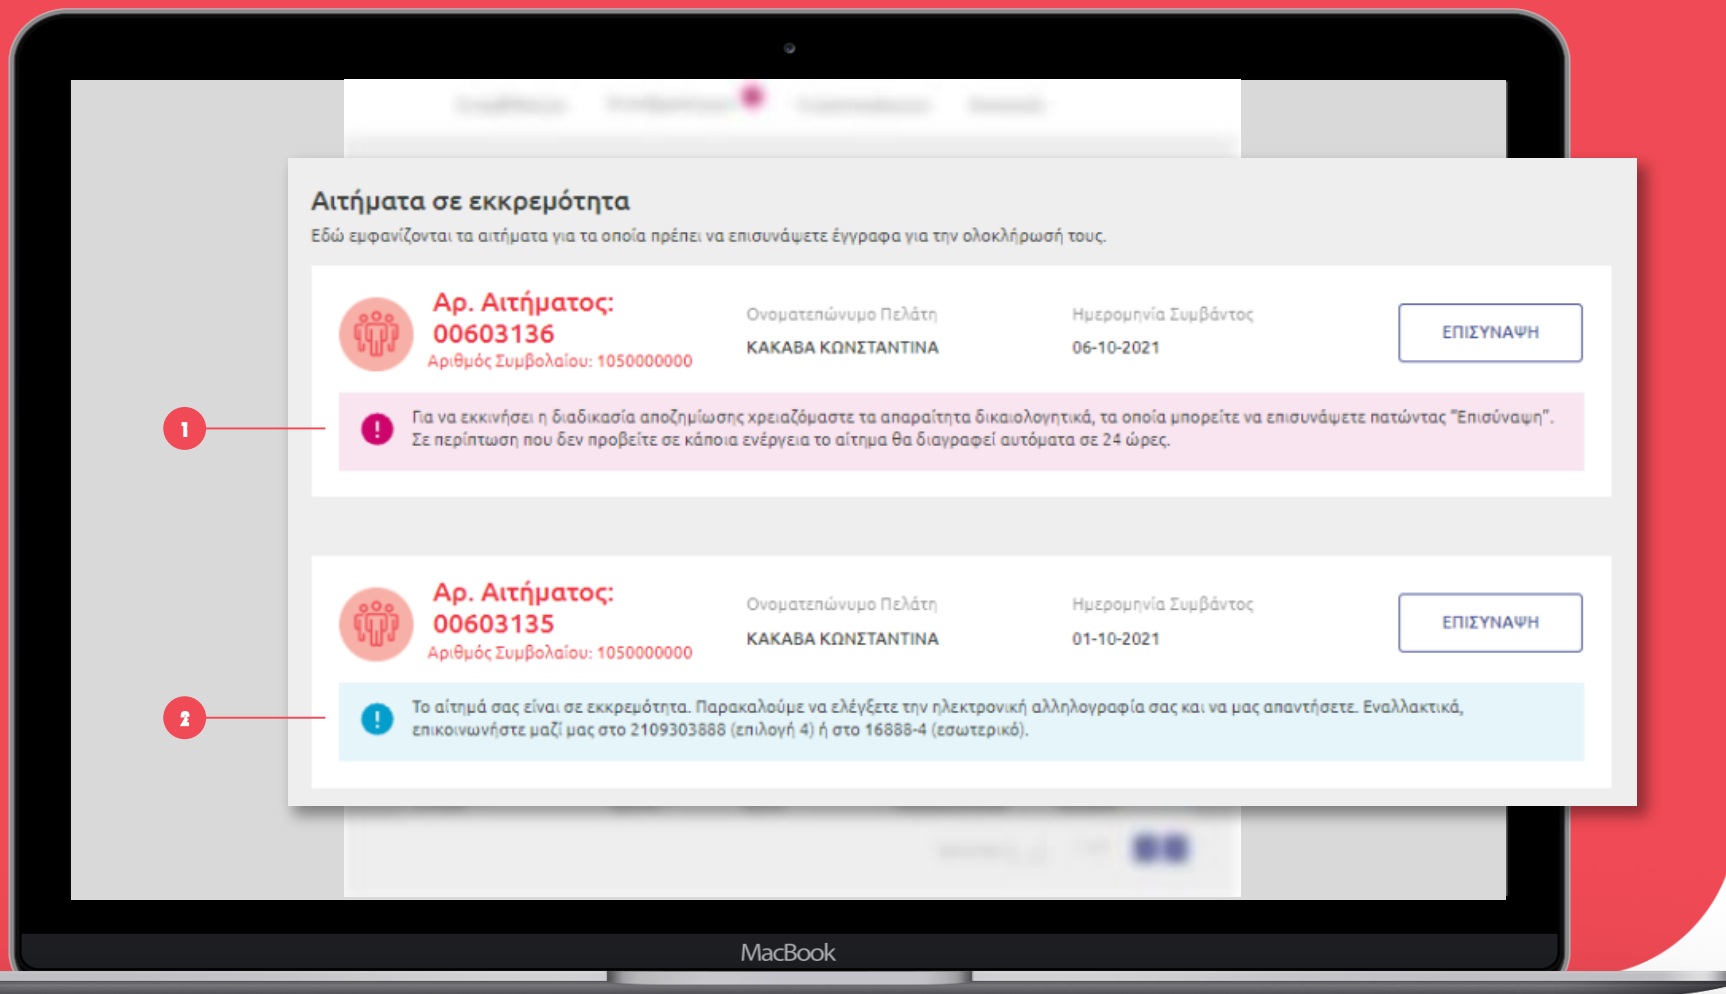 Αιτήματα σε εκκρεμότητα
Εδώ εμφανίζονται τα αιτήματα για τα οποία πρέπει να επισυνάψετε έγγραφα για την ολοκλήρωσή τους.
Αρ. Αιτήματος:
00603136
Αριθμός Συμβολαίου: 1050000000
Ονοματεπώνυμο Πελάτη
ΚΑΚΑΒΑ ΚΩΝΣΤΑΝΤΙΝΑ
Ημερομηνία Συμβάντος
06-10-2021
ΕΠΙΣΥΝΑΨΗ
1
Για να εκκινήσει η διαδικασία αποζημίωσης χρειαζόμαστε τα απαραίτητα δικαιολογητικά, τα οποία μπορείτε να επισυνάψετε πατώντας "Επισύναψη".
Σε περίπτωση που δεν προβείτε σε κάποια ενέργεια το αίτημα θα διαγραφεί αυτόματα σε 24 ώρες.
Αρ. Αιτήματος:
00603135
Αριθμός Συμβολαίου: 1050000000
Ονοματεπώνυμο Πελάτη
ΚΑΚΑΒΑ ΚΩΝΣΤΑΝΤΙΝΑ
Ημερομηνία Συμβάντος
01-10-2021
ΕΠΙΣΥΝΑΨΗ
2
Το αίτημά σας είναι σε εκκρεμότητα. Παρακαλούμε να ελέγξετε την ηλεκτρονική αλληλογραφία σας και να μας απαντήσετε. Εναλλακτικά,
επικοινωνήστε μαζί μας στο 2109303888 (επιλογή 4) ή στο 16888-4 (εσωτερικό).
MacBook